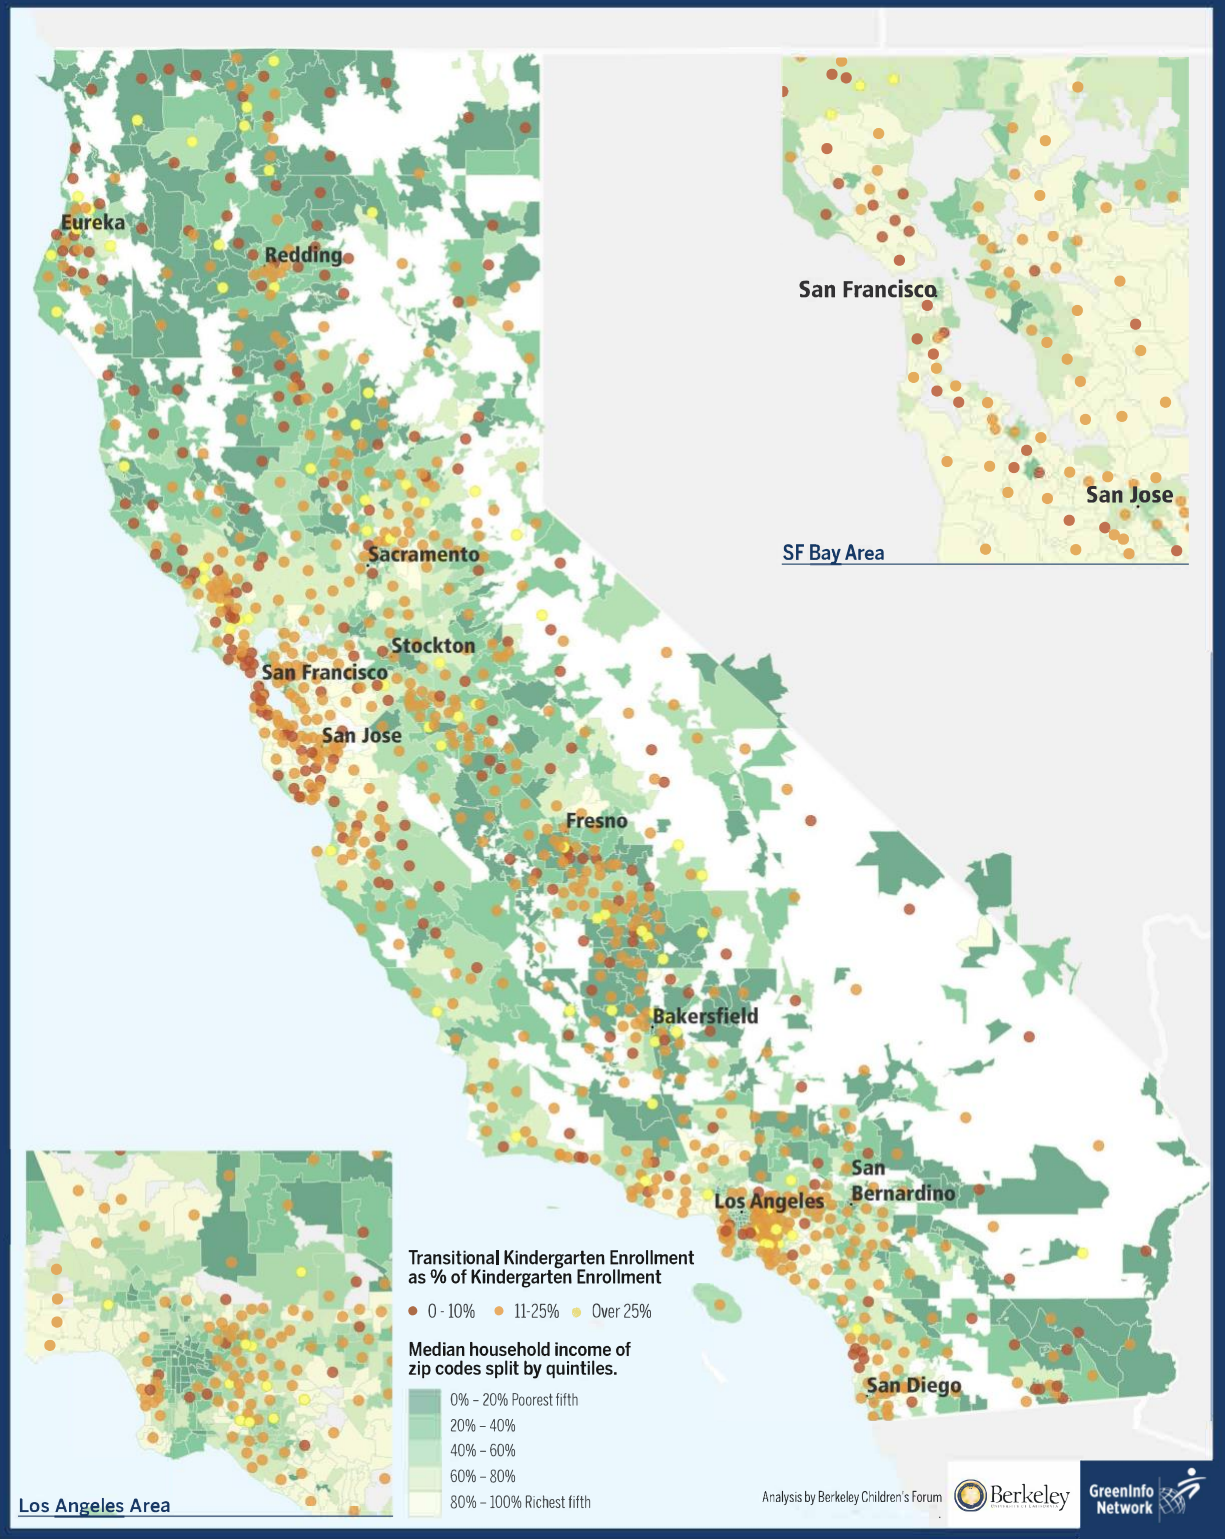 Eureka
Redding
San Francisco
Sacramento
San Jose
SF Bay Area
Stockton
San Francisco
San Jose
Fresno
Bakersfield
San
Bernardino
Los Angeles
Transitional Kindergarten Enrollment
as % of Kindergarten Enrollment
0 - 10%
11-25%
Over 25%
Median household income of
zip codes split by quintiles.
0% – 20% Poorest fifth
20% – 40%
40% – 60%
60% – 80%
80% – 100% Richest fifth
San Diego
Los Angeles Area
Analysis by Berkeley Children's Forum
Berkeley
UNIVERSITY OF CALIFORNIA
GreenInfo
Network